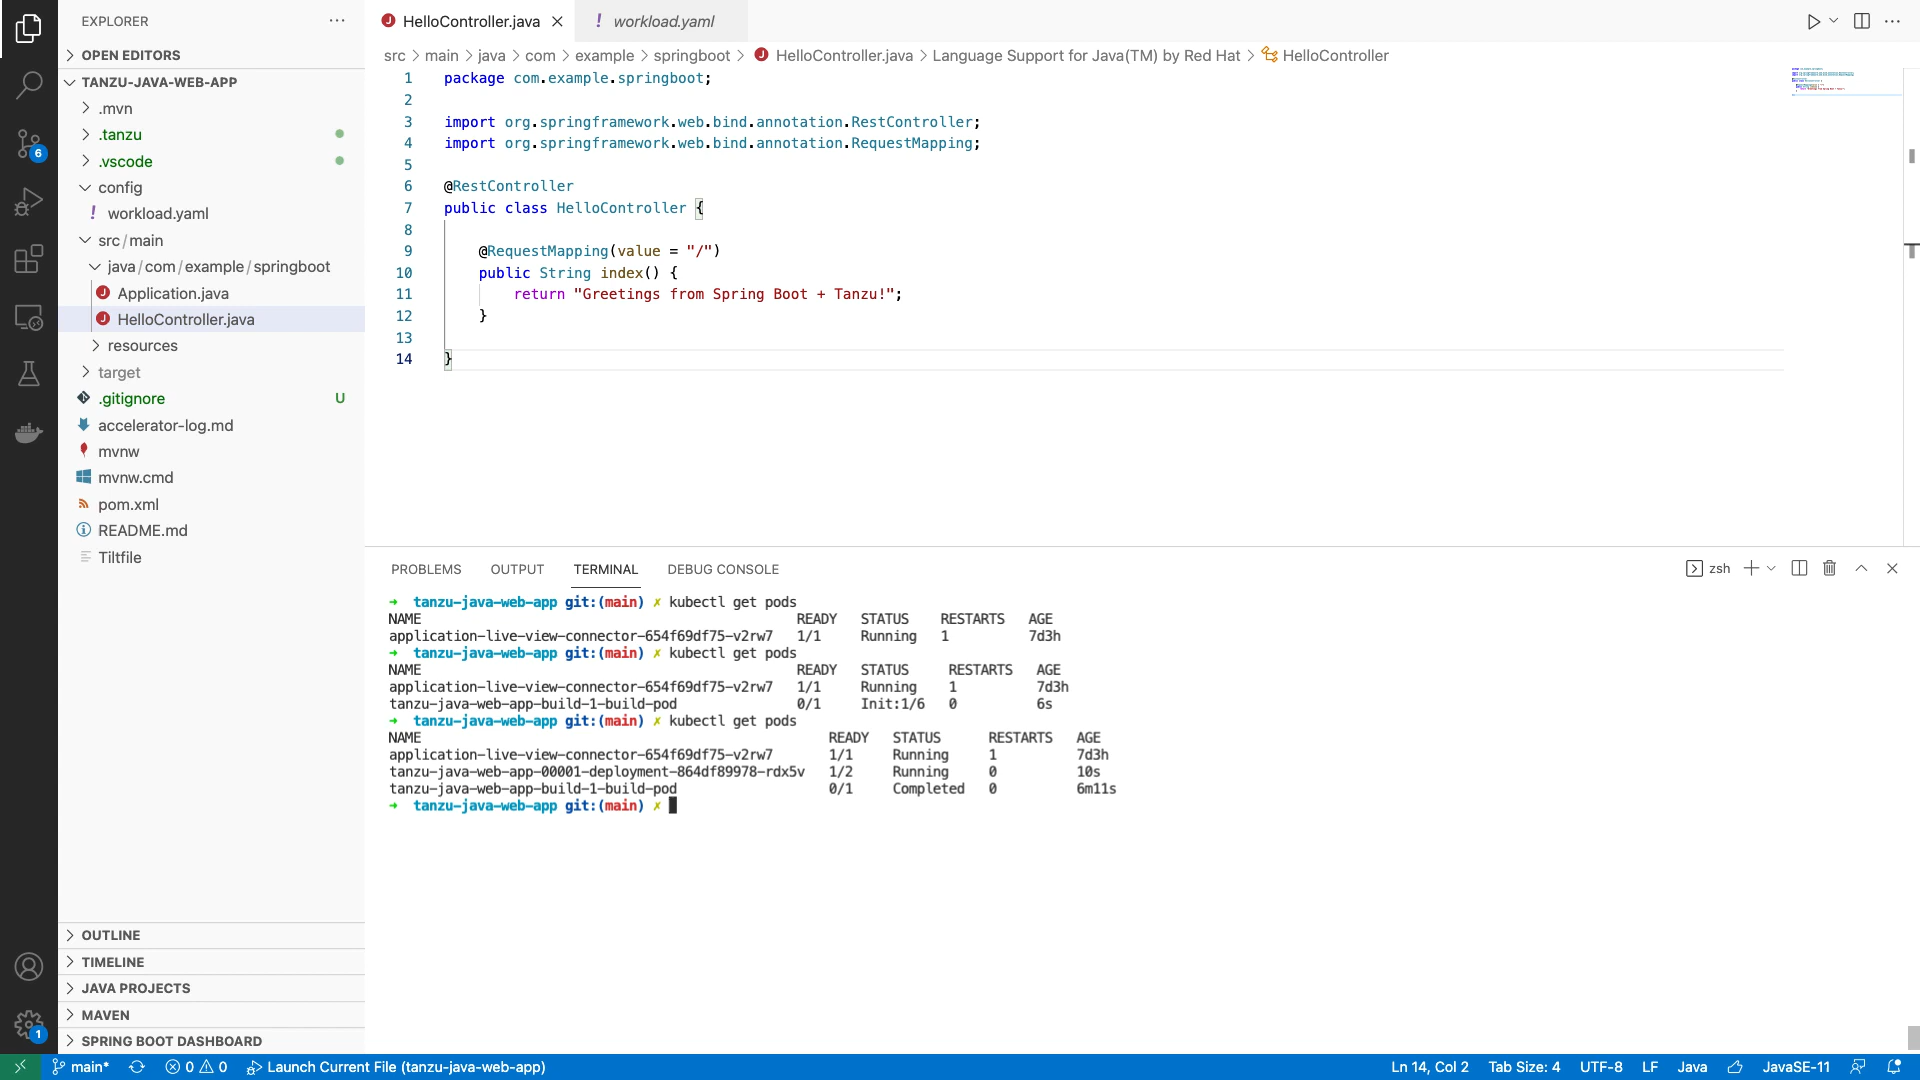 EXPLORER
OPEN EDITORS
TANZU-JAVA-WEB-APP
.mvn
.tanzu
.vscode
config
! workload.yaml
src/main
java/com/example/springboot
J Application.java
J HelloController.java
resources
target
.gitignore U
accelerator-log.md
mvnw
mvnw.cmd
pom.xml
README.md
Tiltfile
OUTLINE
TIMELINE
JAVA PROJECTS
MAVEN
SPRING BOOT DASHBOARD
6
1
J HelloController.java
! workload.yaml
src > main > java > com > example > springboot > J HelloController.java > Language Support for Java(TM) by Red Hat > HelloController
1 package com.example.springboot;
2
3 import org.springframework.web.bind.annotation.RestController;
4 import org.springframework.web.bind.annotation.RequestMapping;
5
6 @RestController
7 public class HelloController {
8
9 @RequestMapping(value = "/")
10 public String index() {
11 return "Greetings from Spring Boot + Tanzu!";
12 }
13
14 }
PROBLEMS OUTPUT TERMINAL DEBUG CONSOLE
zsh
→ tanzu-java-web-app git:(main) ✗ kubectl get pods
NAME READY STATUS RESTARTS AGE
application-live-view-connector-654f69df75-v2rw7 1/1 Running 1 7d3h
→ tanzu-java-web-app git:(main) ✗ kubectl get pods
NAME READY STATUS RESTARTS AGE
application-live-view-connector-654f69df75-v2rw7 1/1 Running 1 7d3h
tanzu-java-web-app-build-1-build-pod 0/1 Init:1/6 0 6s
→ tanzu-java-web-app git:(main) ✗ kubectl get pods
NAME READY STATUS RESTARTS AGE
application-live-view-connector-654f69df75-v2rw7 1/1 Running 1 7d3h
tanzu-java-web-app-00001-deployment-864df89978-rdx5v 1/2 Running 0 10s
tanzu-java-web-app-build-1-build-pod 0/1 Completed 0 6m11s
→ tanzu-java-web-app git:(main) ✗
main* 0 0 Launch Current File (tanzu-java-web-app) Ln 14, Col 2 Tab Size: 4 UTF-8 LF Java JavaSE-11